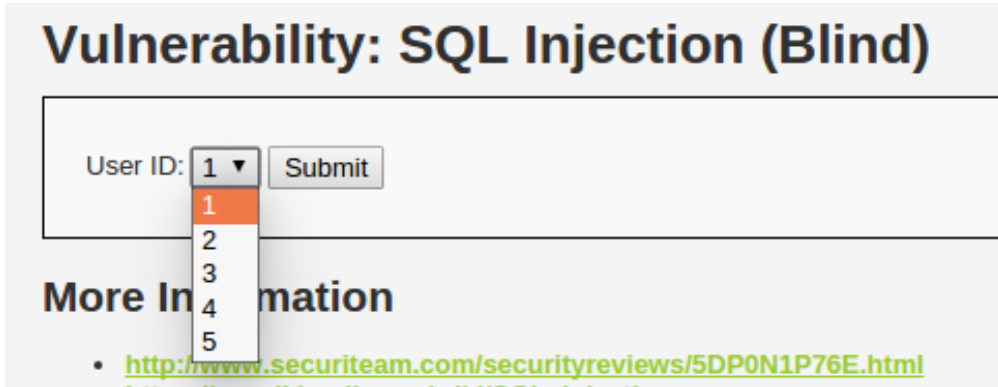 Vulnerability: SQL Injection (Blind)
User ID: 1 Submit
1
2
3
4
5
More In mation
http://www.securiteam.com/securityreviews/5DP0N1P76E.html